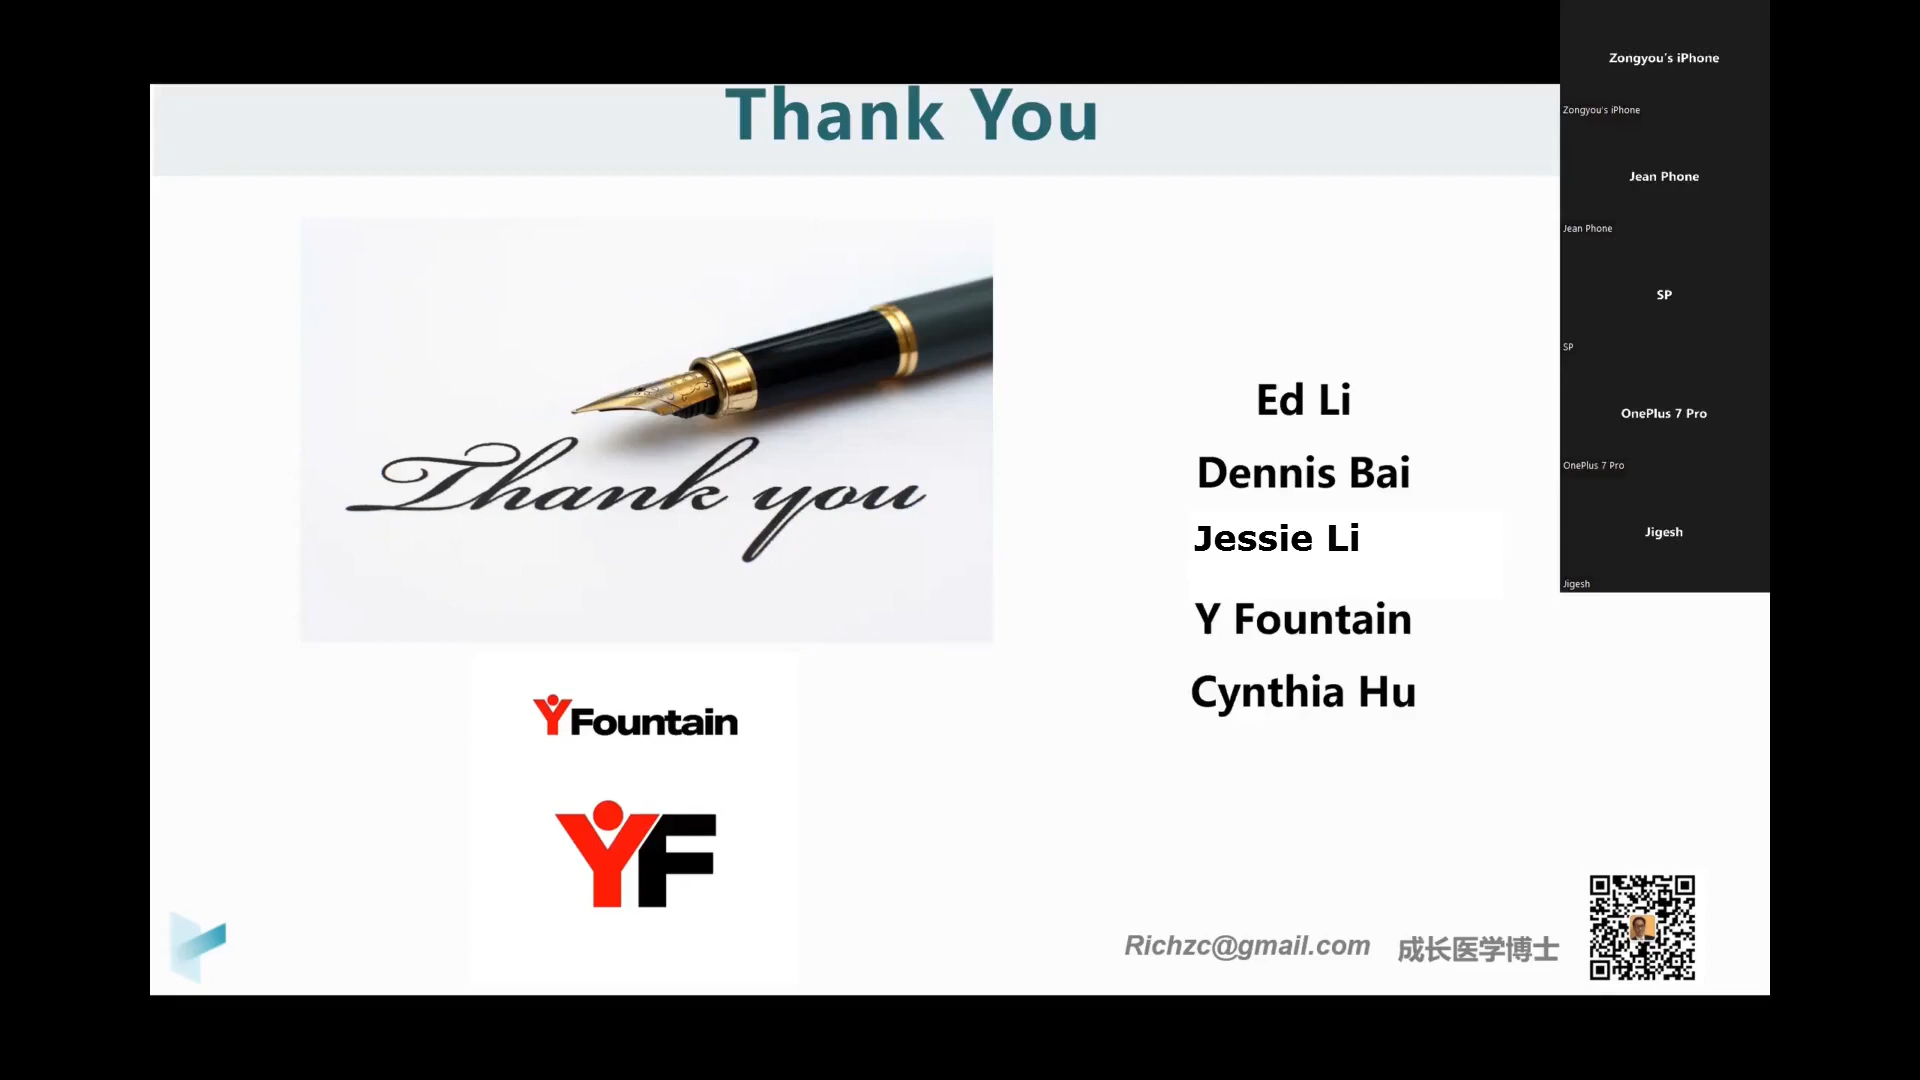 Thank You
Thank you
Ed Li
Dennis Bai
Jessie Li
Y Fountain
Cynthia Hu
YFountain
YF
Richzc@gmail.com 成长医学博士
Zongyou's iPhone
Zongyou's iPhone
Jean Phone
Jean Phone
SP
SP
OnePlus 7 Pro
OnePlus 7 Pro
Jigesh
Jigesh